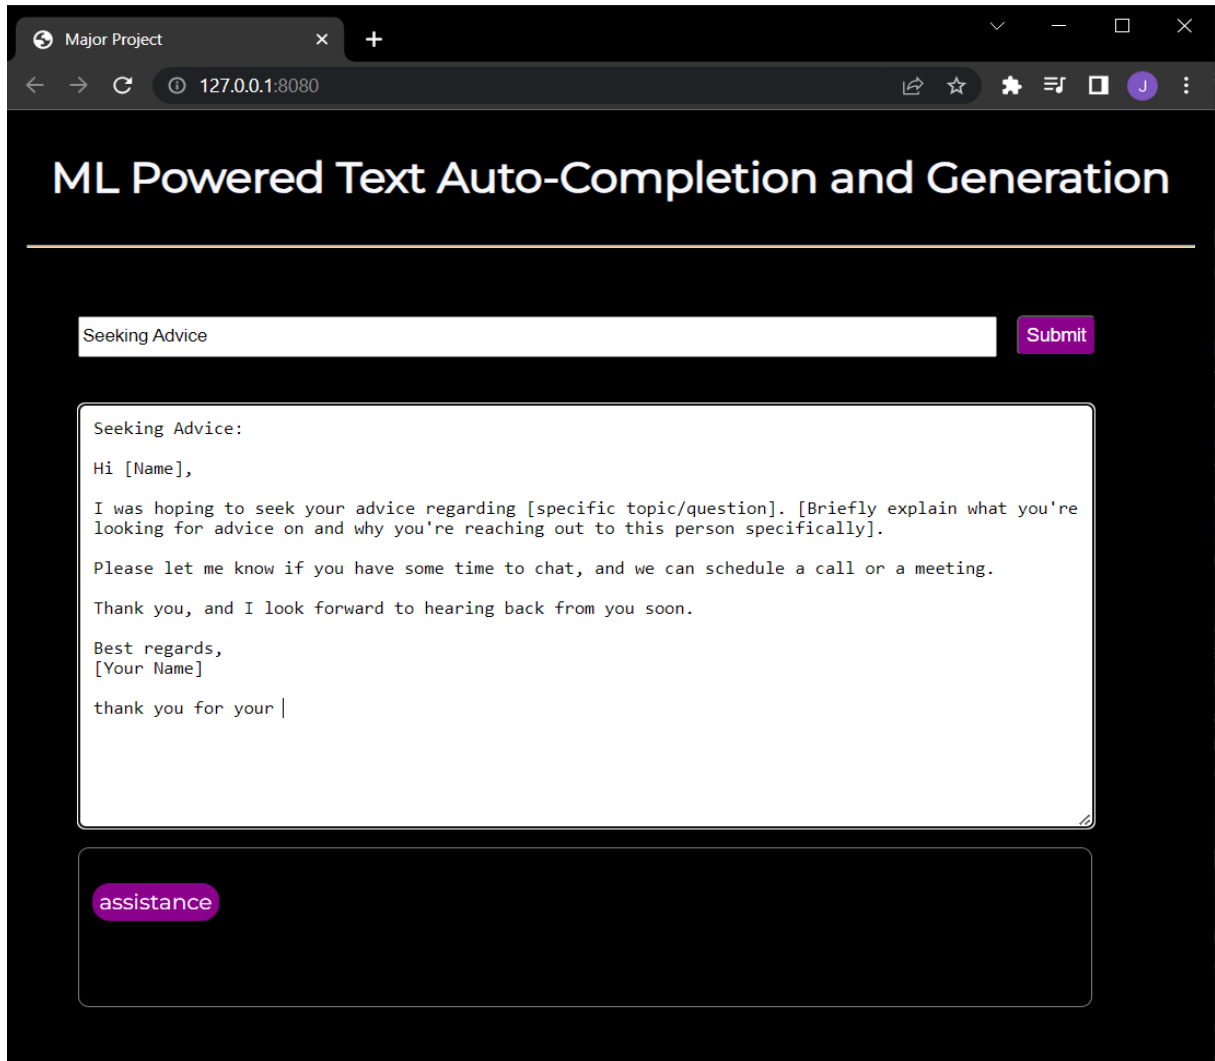 Major Project
127.0.0.1:8080
J
ML Powered Text Auto-Completion and Generation
Seeking Advice
Submit
Seeking Advice:
Hi [Name],
I was hoping to seek your advice regarding [specific topic/question]. [Briefly explain what you're
looking for advice on and why you're reaching out to this person specifically].
Please let me know if you have some time to chat, and we can schedule a call or a meeting.
Thank you, and I look forward to hearing back from you soon.
Best regards,
[Your Name]
thank you for your
assistance